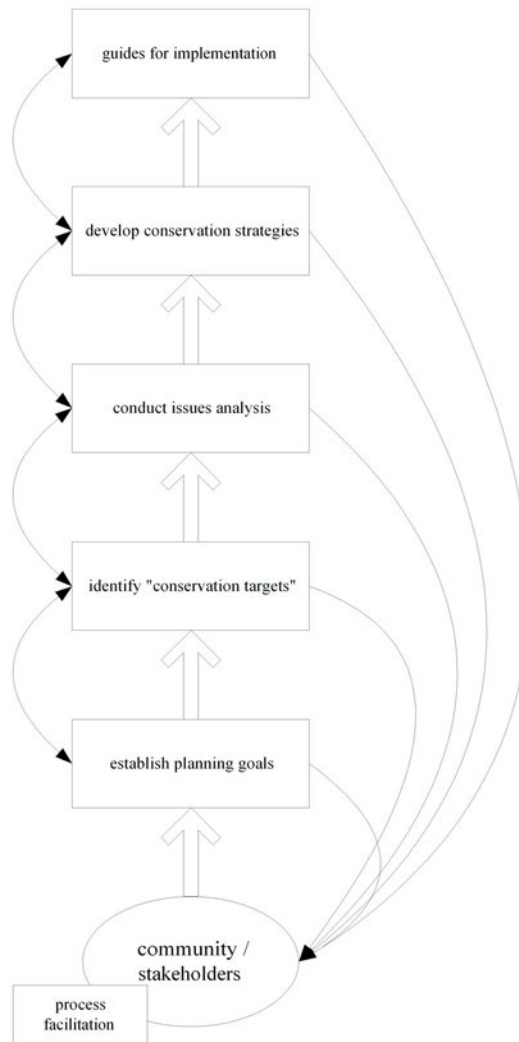 guides for implementation
develop conservation strategies
conduct issues analysis
identify "conservation targets"
establish planning goals
community /
stakeholders
process
facilitation